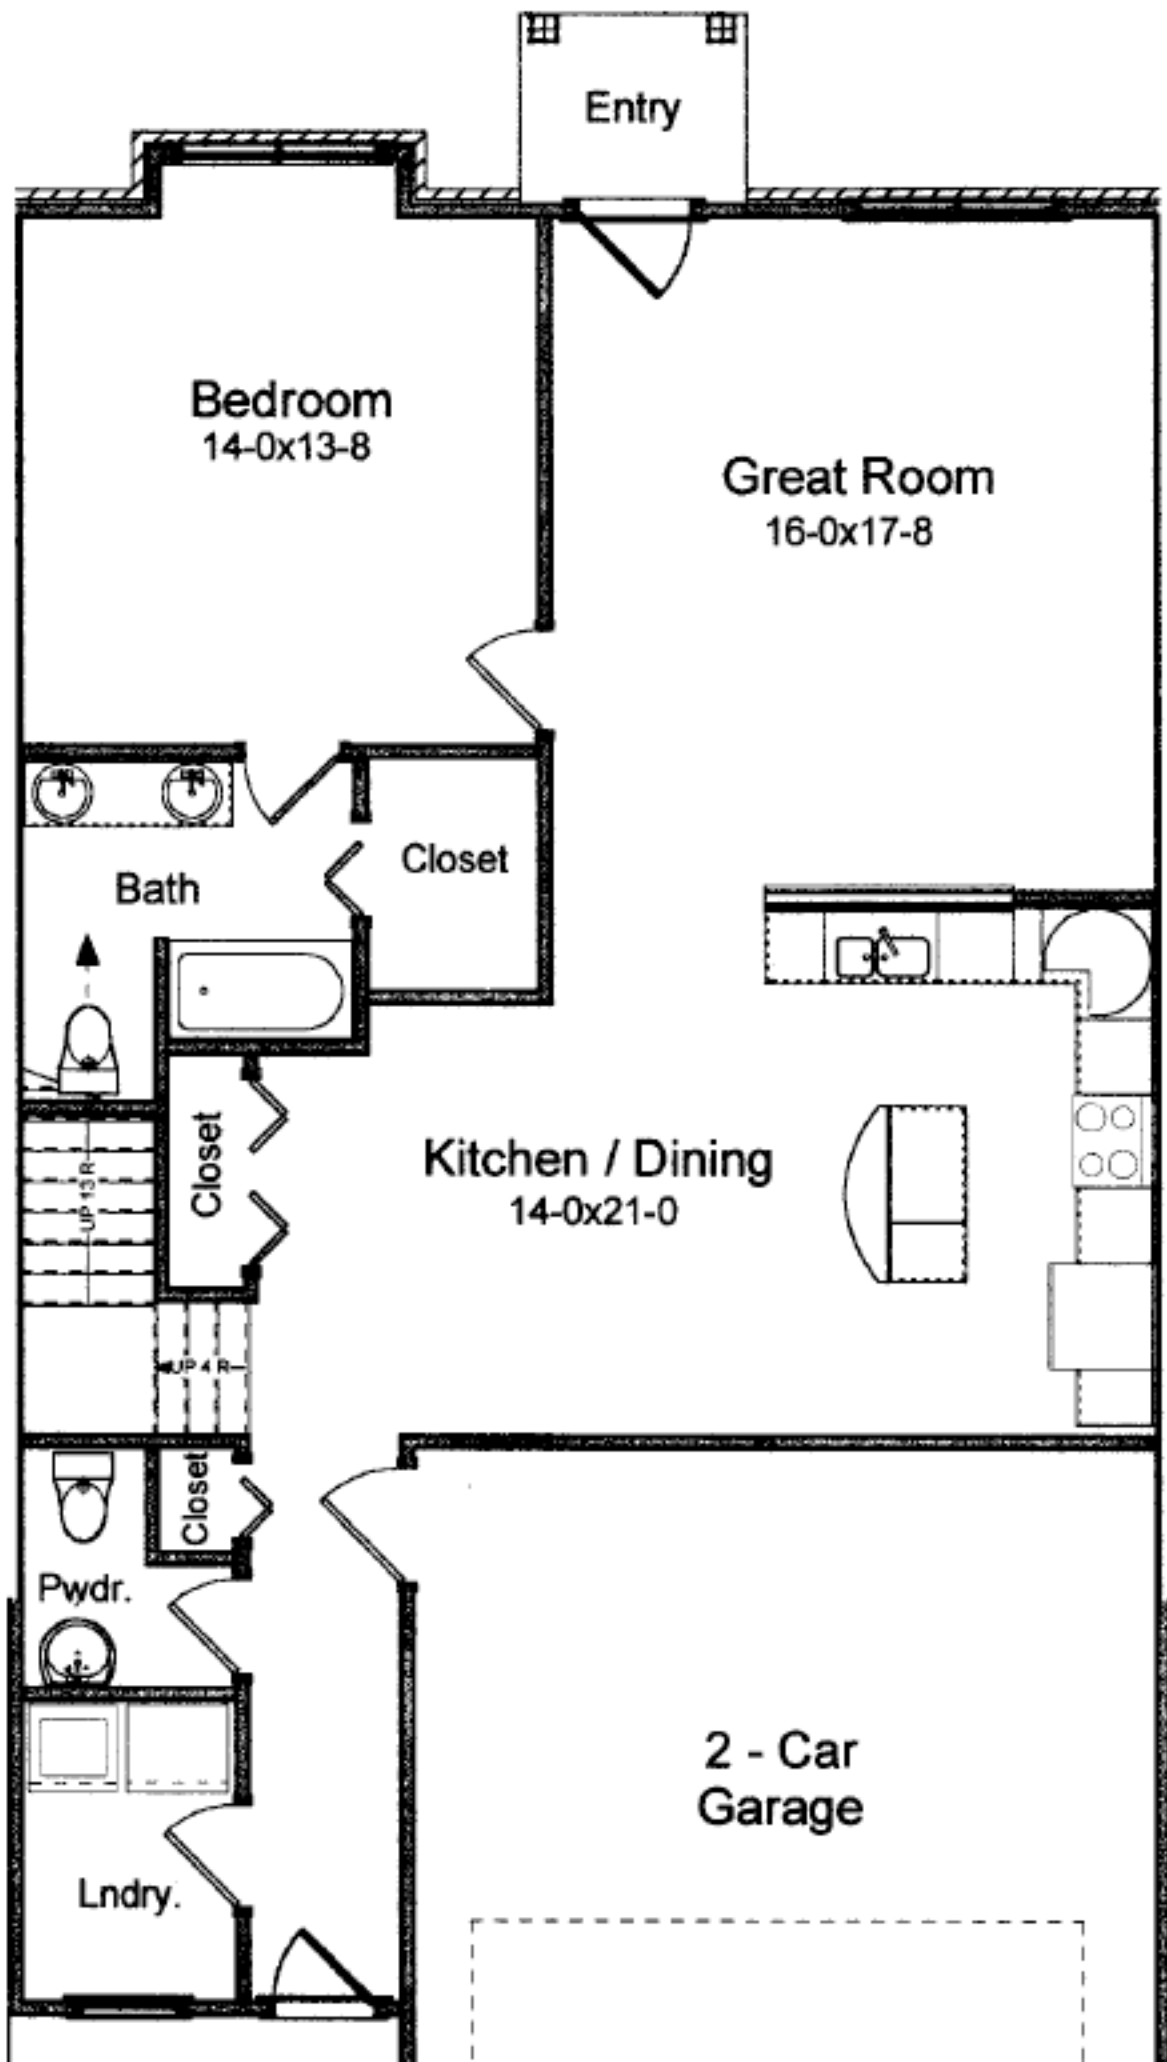 Entry
Bedroom
14-0x13-8
Great Room
16-0x17-8
Closet
Bath
Closet
Kitchen / Dining
14-0x21-0
UP 13 R
UP 4 R
Closet
Pwdr.
2 - Car
Garage
Lndry.